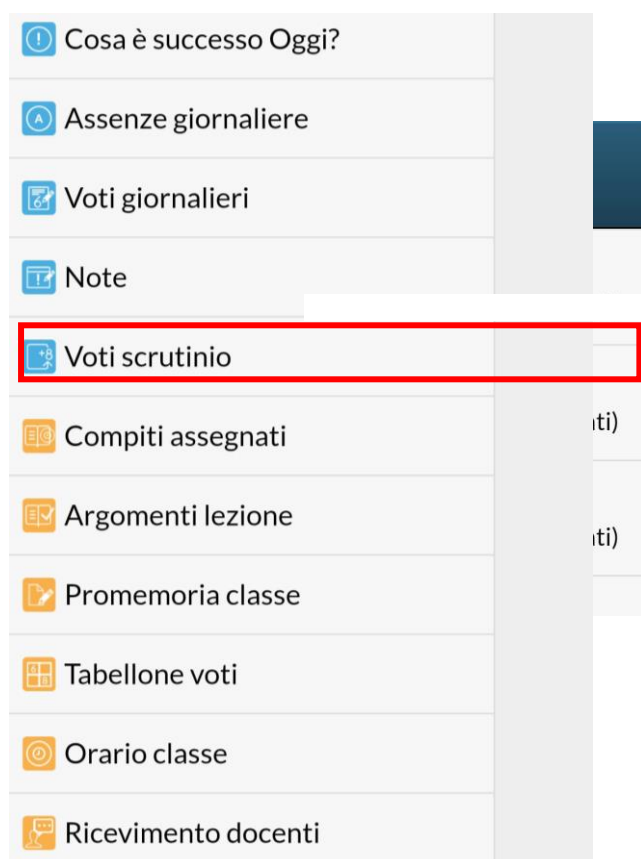 Cosa è successo Oggi?
Assenze giornaliere
Voti giornalieri
Note
Voti scrutinio
Compiti assegnati
Argomenti lezione
Promemoria classe
Tabellone voti
Orario classe
Ricevimento docenti